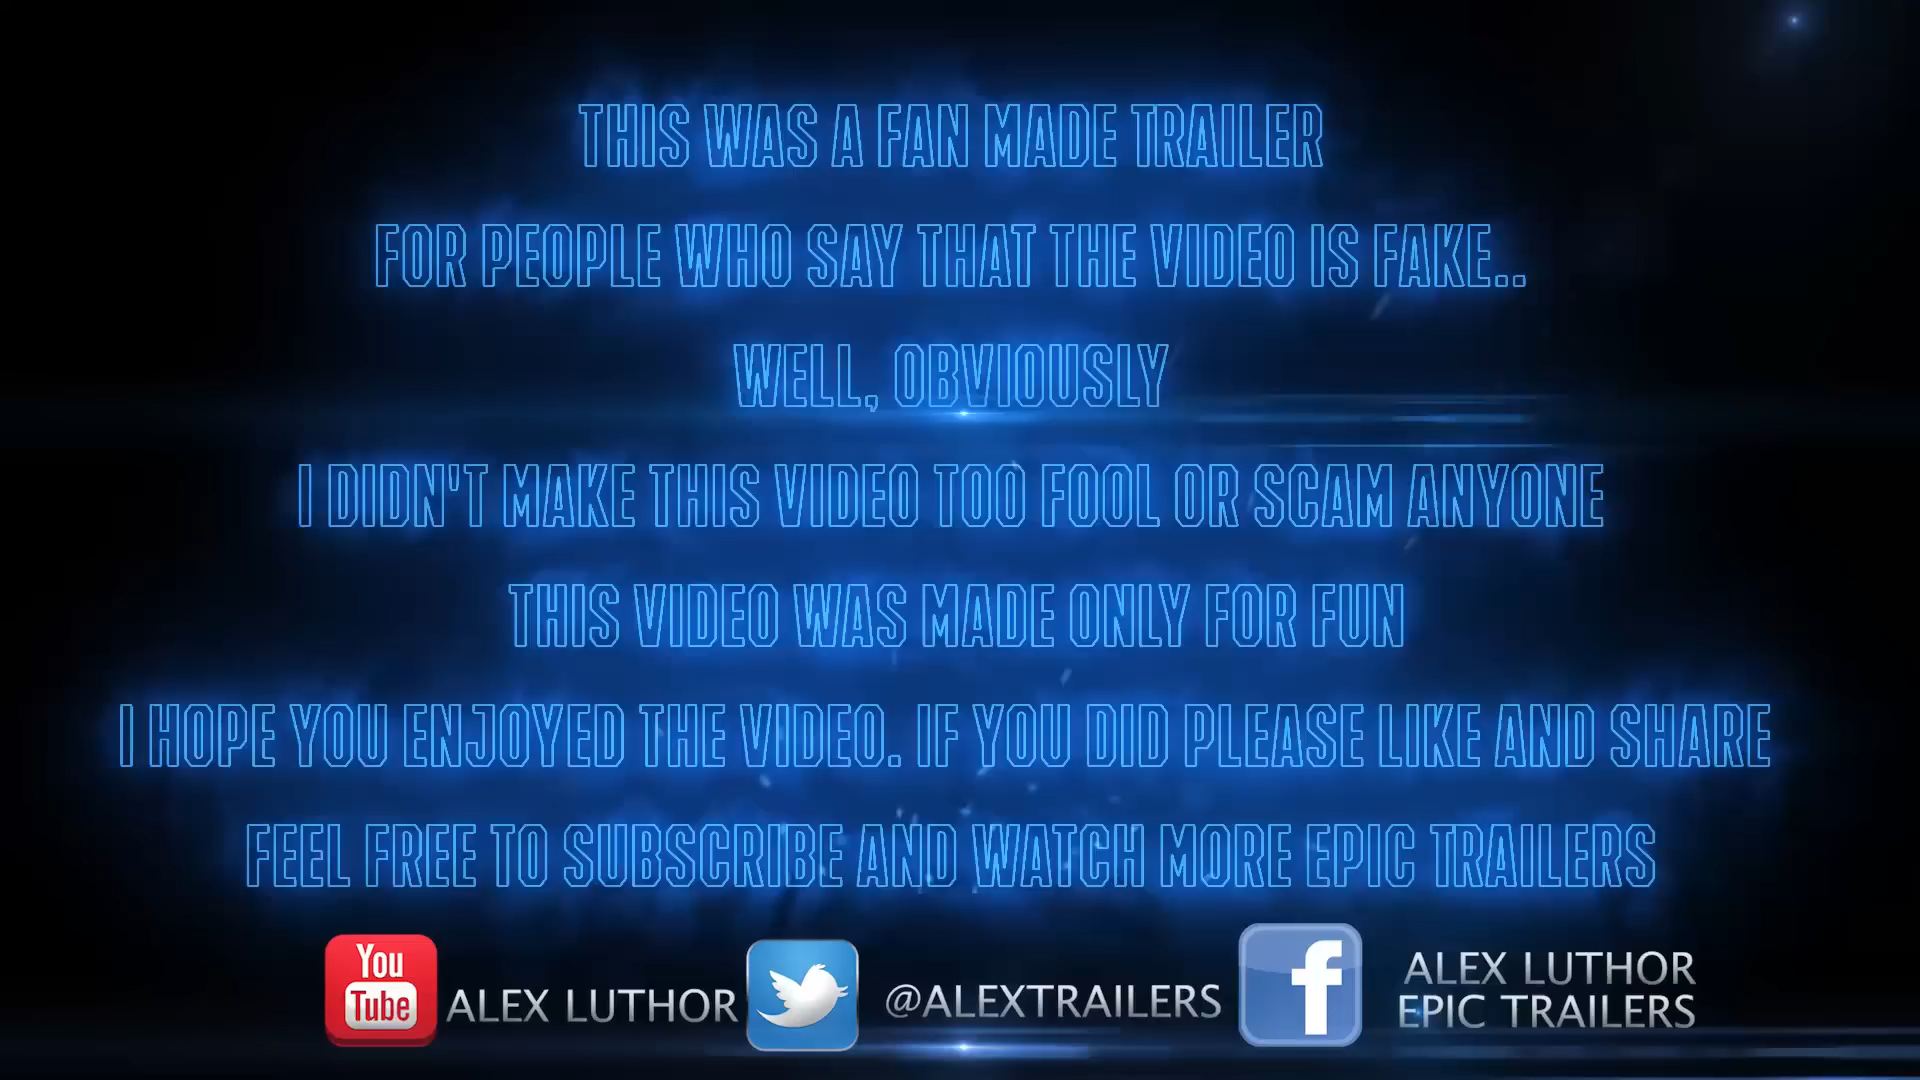 THIS WAS A FAN MADE TRAILER
FOR PEOPLE WHO SAY THAT THE VIDEO IS FAKE..
WELL, OBVIOUSLY
I DIDN'T MAKE THIS VIDEO TOO FOOL OR SCAM ANYONE
THIS VIDEO WAS MADE ONLY FOR FUN
I HOPE YOU ENJOYED THE VIDEO. IF YOU DID PLEASE LIKE AND SHARE
FEEL FREE TO SUBSCRIBE AND WATCH MORE EPIC TRAILERS
You
Tube
ALEX LUTHOR
@ALEXTRAILERS
f
ALEX LUTHOR
EPIC TRAILERS